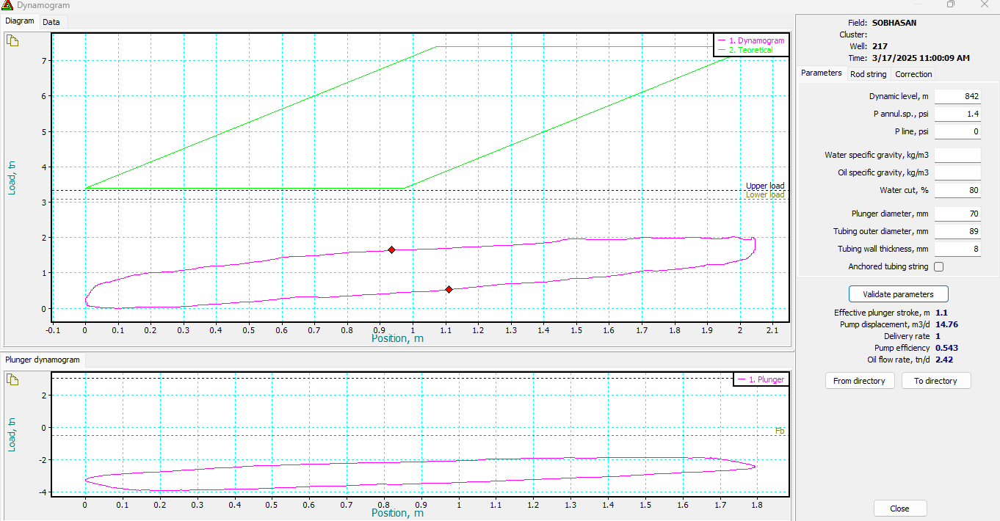 Dynamogram
Diagram Data
1. Dynamogram
2. Teoretical
Load, tn
7
6
5
4
3
2
1
0
Upper load
Lower load
-0.1 0 0.1 0.2 0.3 0.4 0.5 0.6 0.7 0.8 0.9 1 1.1 1.2 1.3 1.4 1.5 1.6 1.7 1.8 1.9 2 2.1
Position, m
Plunger dynamogram
1. Plunger
Load, tn
2
0
-2
-4
Fb
0 0.1 0.2 0.3 0.4 0.5 0.6 0.7 0.8 0.9 1 1.1 1.2 1.3 1.4 1.5 1.6 1.7 1.8
Position, m
Field: SOBHASAN
Cluster:
Well: 217
Time: 3/17/2025 11:00:09 AM
Parameters Rod string Correction
Dynamic level, m 842
P annul.sp., psi 1.4
P line, psi 0
Water specific gravity, kg/m3
Oil specific gravity, kg/m3
Water cut, % 80
Plunger diameter, mm 70
Tubing outer diameter, mm 89
Tubing wall thickness, mm 8
Anchored tubing string
Validate parameters
Effective plunger stroke, m 1.1
Pump displacement, m3/d 14.76
Delivery rate 1
Pump efficiency 0.543
Oil flow rate, tn/d 2.42
From directory To directory
Close